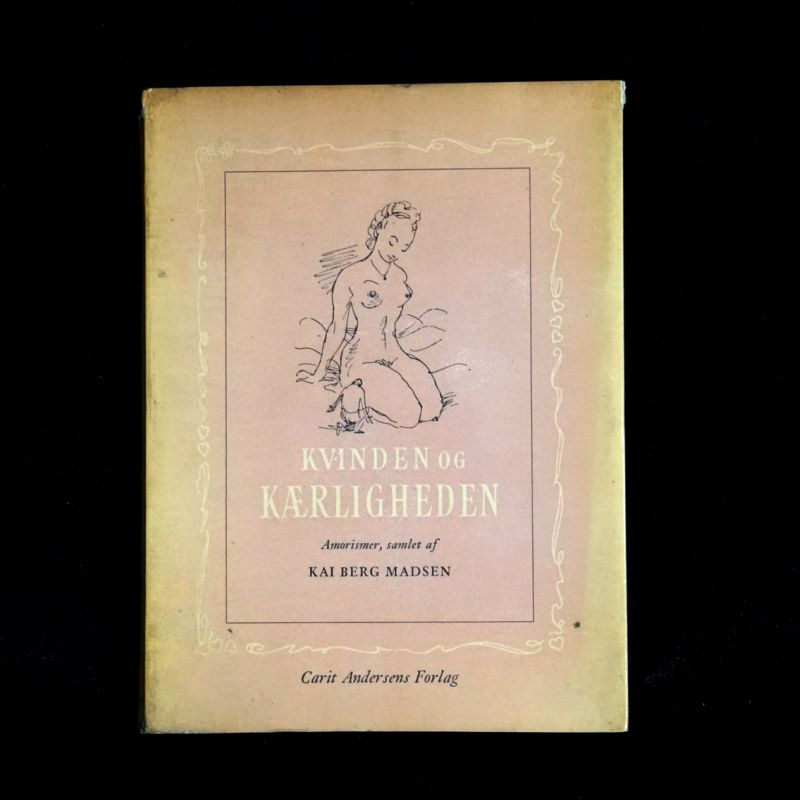 KVINDEN OG
KÆRLIGHEDEN
Amorismer, samlet af
KAI BERG MADSEN
Carit Andersens Forlag